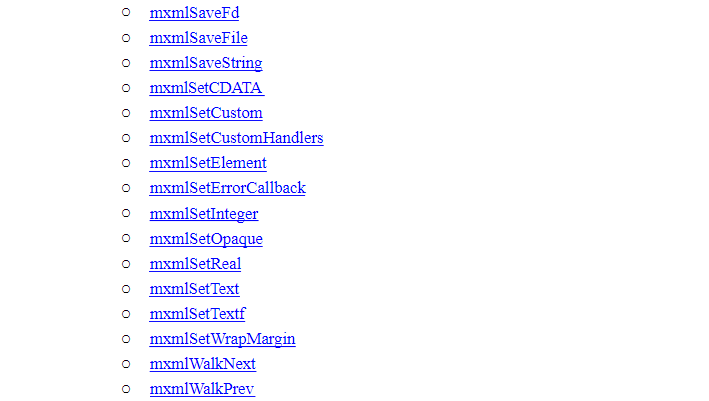 mxmlSaveFd
mxmlSaveFile
mxmlSaveString
mxmlSetCDATA
mxmlSetCustom
mxmlSetCustomHandlers
mxmlSetElement
mxmlSetErrorCallback
mxmlSetInteger
mxmlSetOpaque
mxmlSetReal
mxmlSetText
mxmlSetTextf
mxmlSetWrapMargin
mxmlWalkNext
mxmlWalkPrev